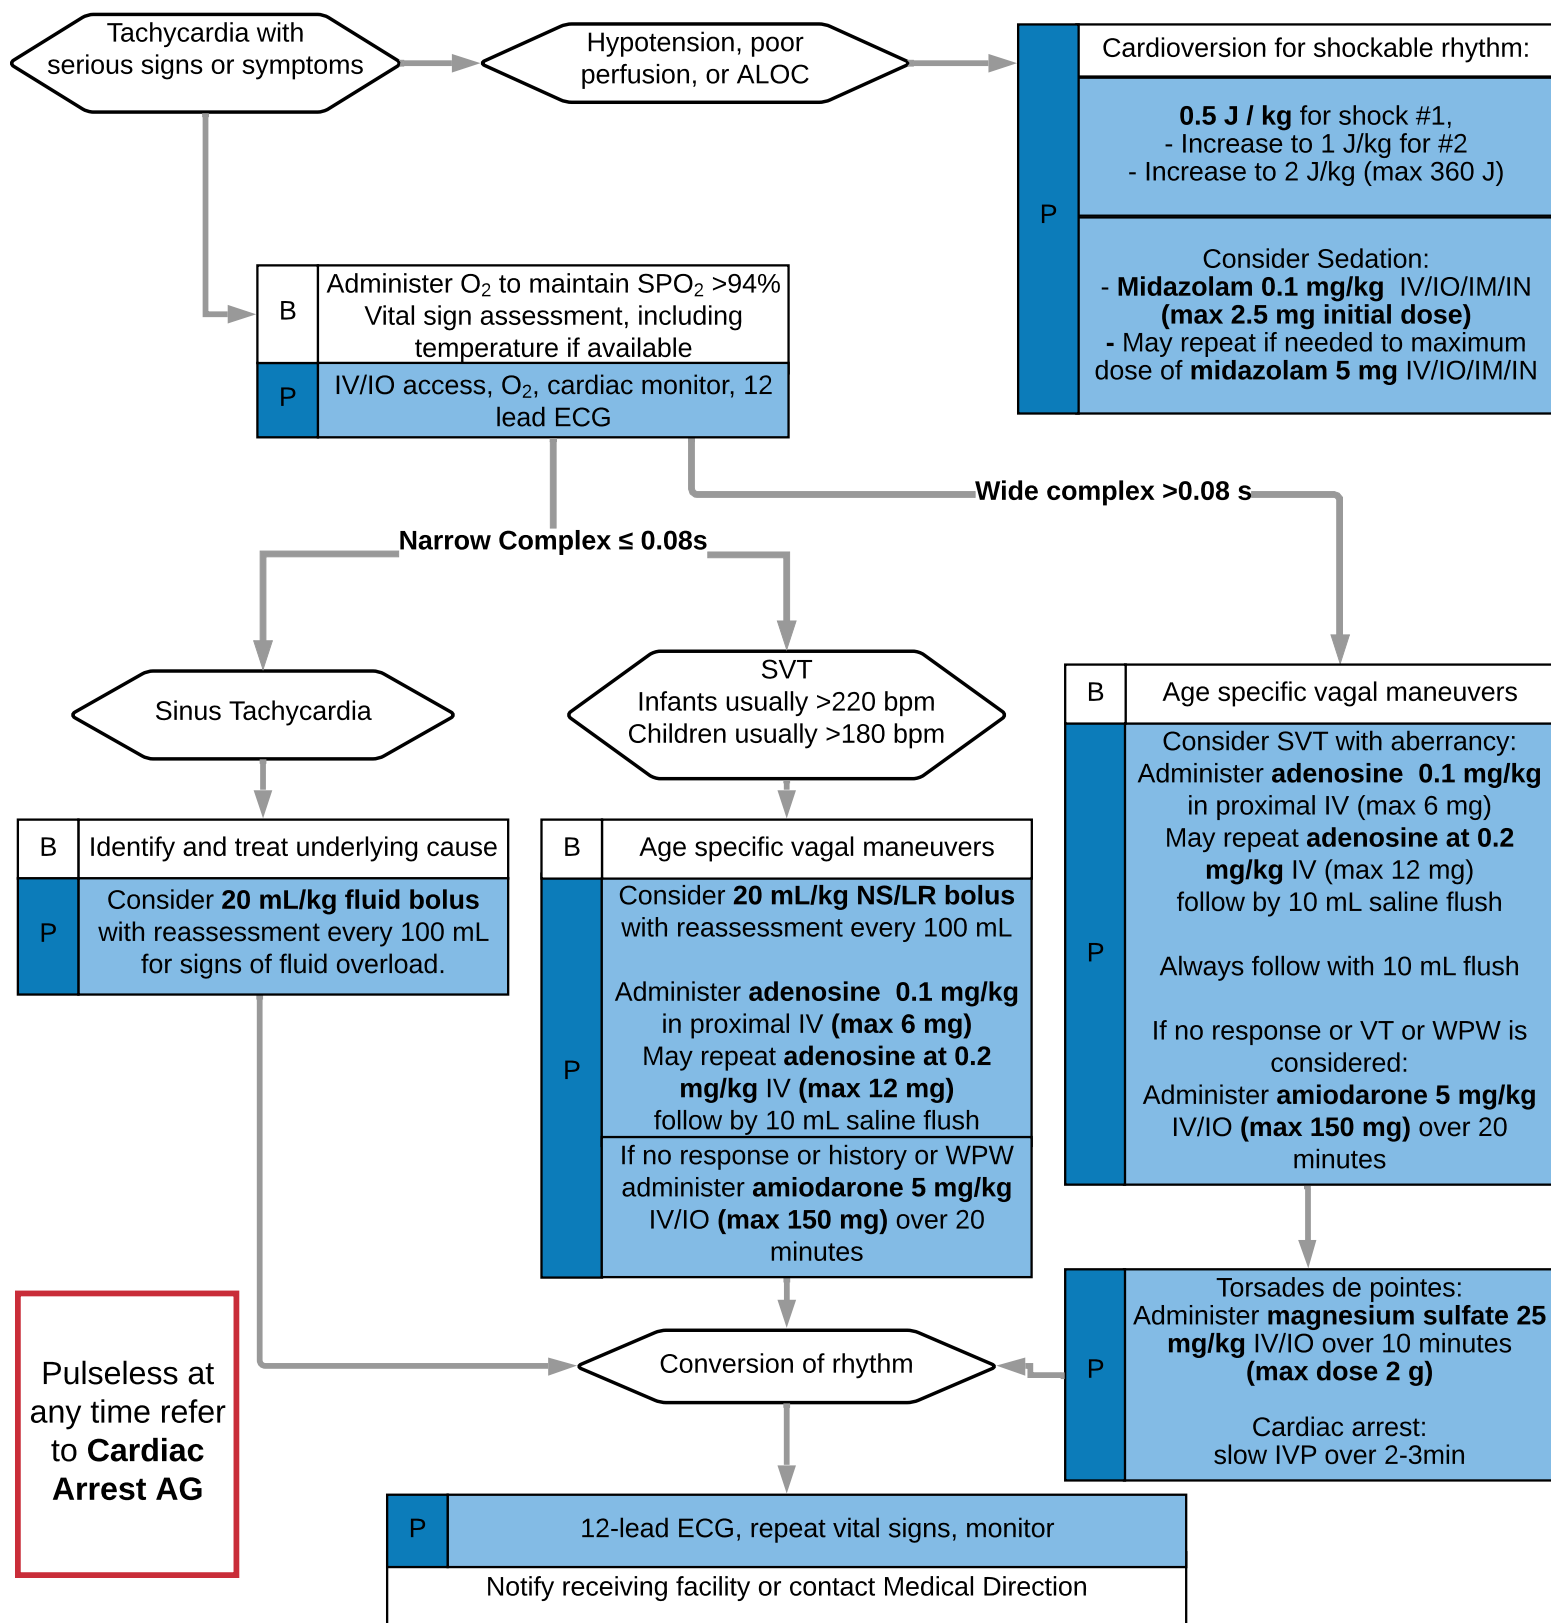 Tachycardia with
serious signs or symptoms
Hypotension, poor
perfusion, or ALOC
P
Cardioversion for shockable rhythm:
0.5 J / kg for shock #1,
- Increase to 1 J/kg for #2
- Increase to 2 J/kg (max 360 J)
Consider Sedation:
- Midazolam 0.1 mg/kg  IV/IO/IM/IN
(max 2.5 mg initial dose)
- May repeat if needed to maximum
dose of midazolam 5 mg IV/IO/IM/IN
B
Administer O₂ to maintain SPO₂ >94%
Vital sign assessment, including
temperature if available
P
IV/IO access, O₂, cardiac monitor, 12
lead ECG
Wide complex >0.08 s
Narrow Complex ≤ 0.08s
Sinus Tachycardia
B
Identify and treat underlying cause
P
Consider 20 mL/kg fluid bolus
with reassessment every 100 mL
for signs of fluid overload.
SVT
Infants usually >220 bpm
Children usually >180 bpm
B
Age specific vagal maneuvers
P
Consider 20 mL/kg NS/LR bolus
with reassessment every 100 mL
Administer adenosine  0.1 mg/kg
in proximal IV (max 6 mg)
May repeat adenosine at 0.2
mg/kg IV (max 12 mg)
follow by 10 mL saline flush
If no response or history or WPW
administer amiodarone 5 mg/kg
IV/IO (max 150 mg) over 20
minutes
B
Age specific vagal maneuvers
P
Consider SVT with aberrancy:
Administer adenosine  0.1 mg/kg
in proximal IV (max 6 mg)
May repeat adenosine at 0.2
mg/kg IV (max 12 mg)
follow by 10 mL saline flush
Always follow with 10 mL flush
If no response or VT or WPW is
considered:
Administer amiodarone 5 mg/kg
IV/IO (max 150 mg) over 20
minutes
P
Torsades de pointes:
Administer magnesium sulfate 25
mg/kg IV/IO over 10 minutes
(max dose 2 g)
Cardiac arrest:
slow IVP over 2-3min
Conversion of rhythm
Pulseless at
any time refer
to Cardiac
Arrest AG
P
12-lead ECG, repeat vital signs, monitor
Notify receiving facility or contact Medical Direction